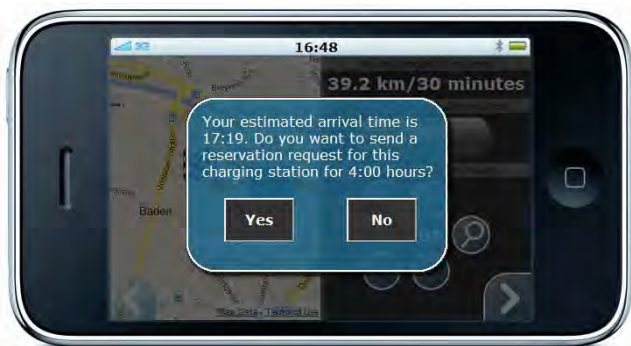 3G 16:48
39.2 km/30 minutes
Your estimated arrival time is
17:19. Do you want to send a
reservation request for this
charging station for 4:00 hours?
Yes No
Baden